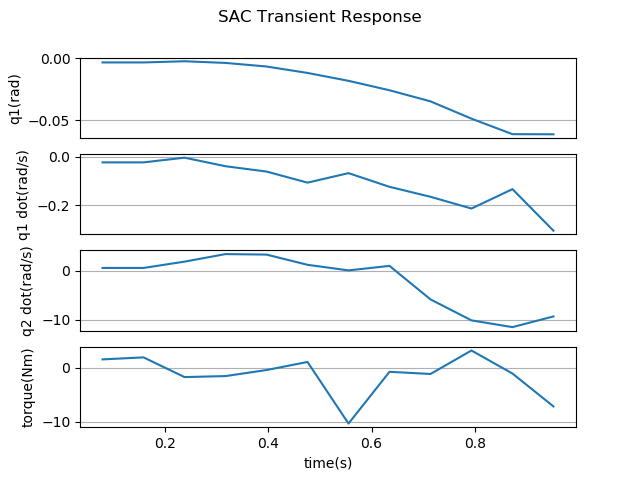 SAC Transient Response
q1(rad)
0.00
−0.05
q1 dot(rad/s)
0.0
−0.2
q2 dot(rad/s)
0
−10
torque(Nm)
0
−10
0.2 0.4 0.6 0.8
time(s)